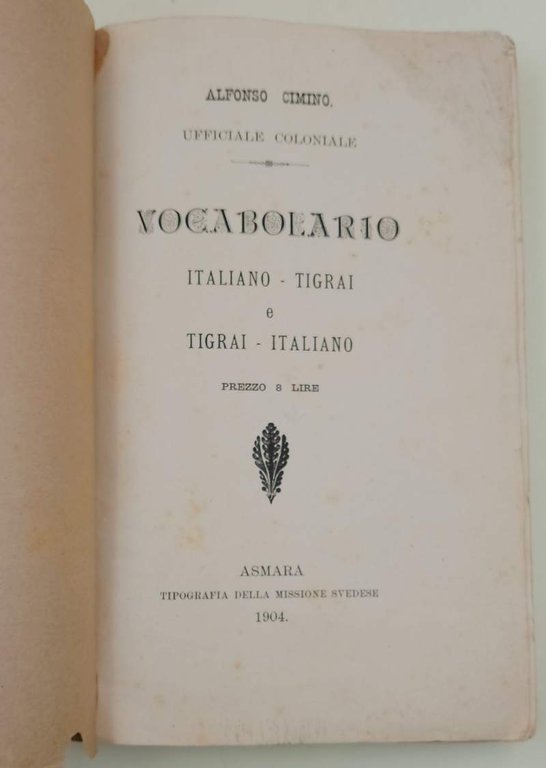 ALFONSO CIMINO.
UFFICIALE COLONIALE
VOCABOLARIO
ITALIANO - TIGRAI
e
TIGRAI - ITALIANO
PREZZO 8 LIRE
ASMARA
TIPOGRAFIA DELLA MISSIONE SVEDESE
1904.